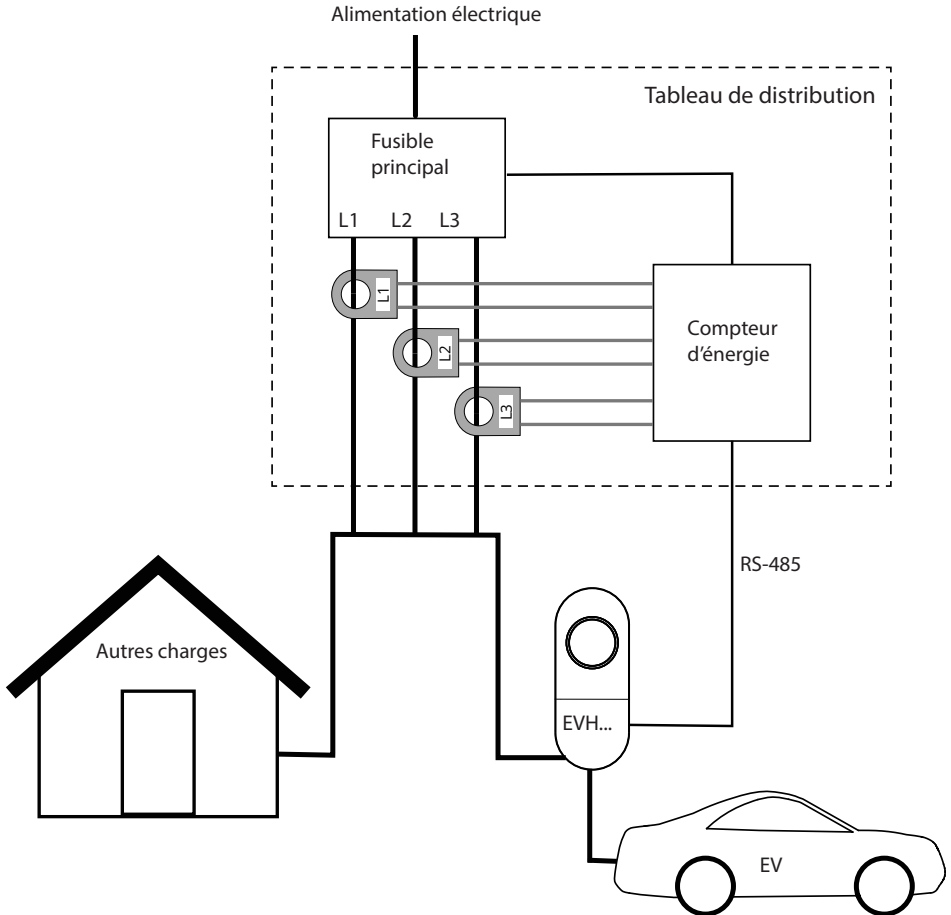 Alimentation électrique
Tableau de distribution
Fusible
principal
L1 L2 L3
L1
L2
L3
Compteur
d’énergie
RS-485
Autres charges
EVH...
EV